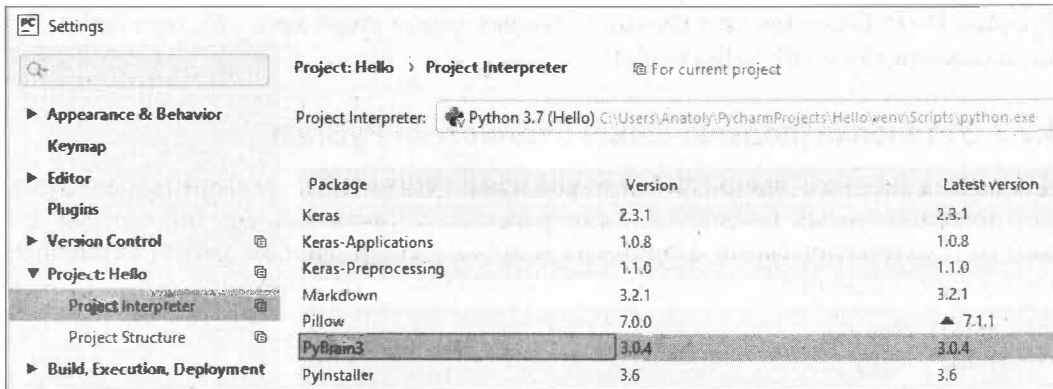 PC Settings
Project: Hello › Project Interpreter For current project
Appearance & Behavior
Project Interpreter: Python 3.7 (Hello) C:\Users\Anatoly\PycharmProjects\Hello\venv\Scripts\python.exe
Keymap
Editor
Package Version Latest version
Plugins
Keras 2.3.1 2.3.1
Version Control
Keras-Applications 1.0.8 1.0.8
Project: Hello
Keras-Preprocessing 1.1.0 1.1.0
Project Interpreter
Markdown 3.2.1 3.2.1
Pillow 7.0.0 7.1.1
Project Structure
PyBrain3 3.0.4 3.0.4
Build, Execution, Deployment
PyInstaller 3.6 3.6